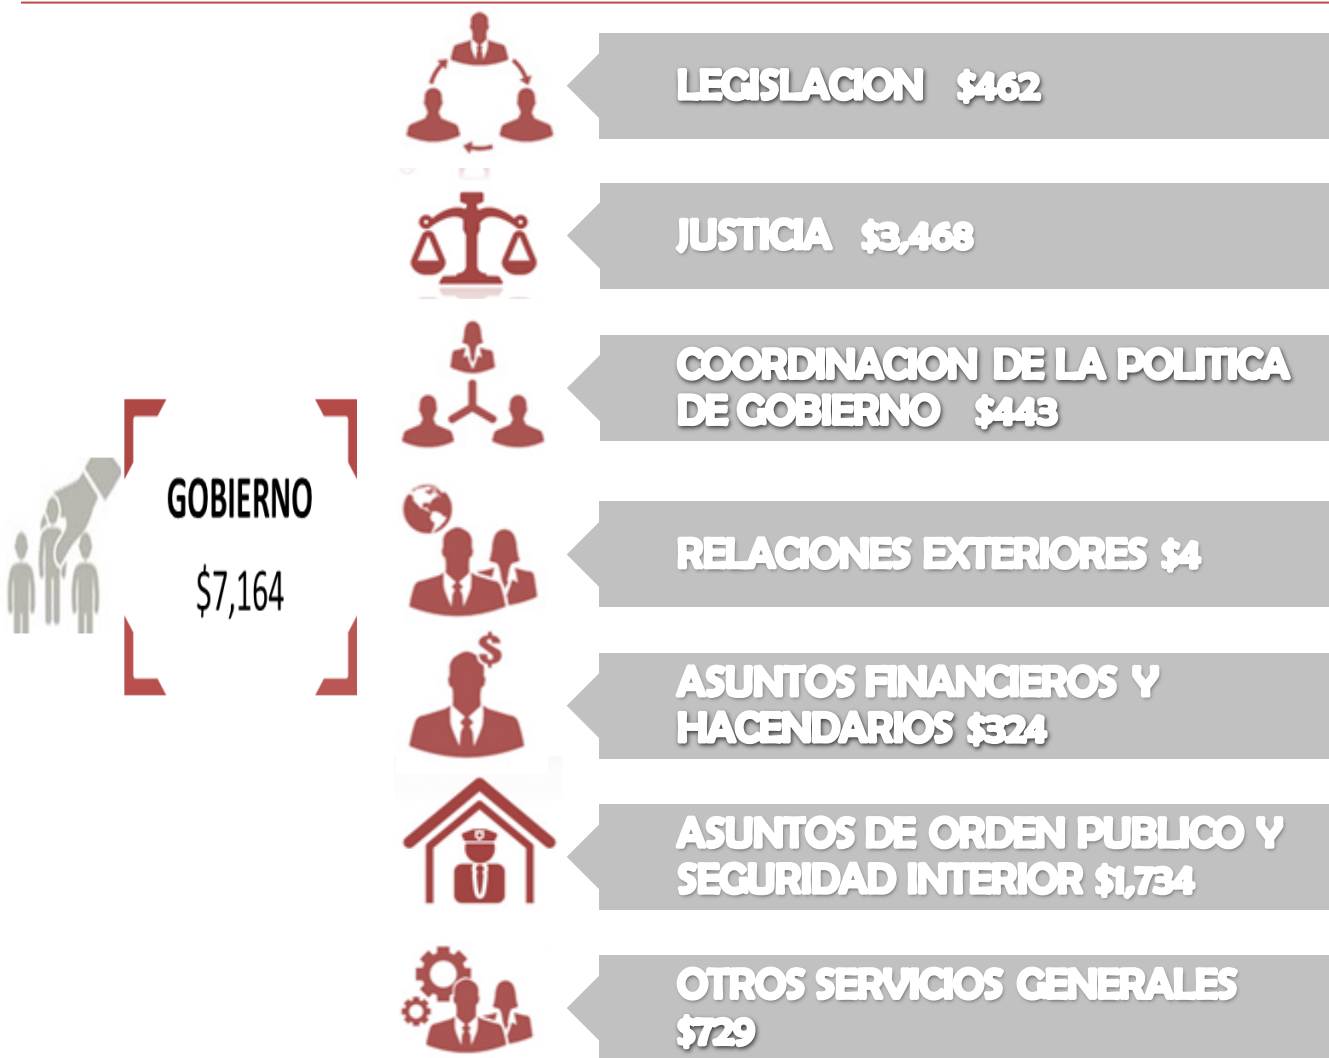 GOBIERNO
$7,164
LEGISLACION $462
JUSTICIA $3,468
COORDINACION DE LA POLITICA
DE GOBIERNO $443
RELACIONES EXTERIORES $4
ASUNTOS FINANCIEROS Y
HACENDARIOS $324
ASUNTOS DE ORDEN PUBLICO Y
SEGURIDAD INTERIOR $1,734
OTROS SERVICIOS GENERALES
$729